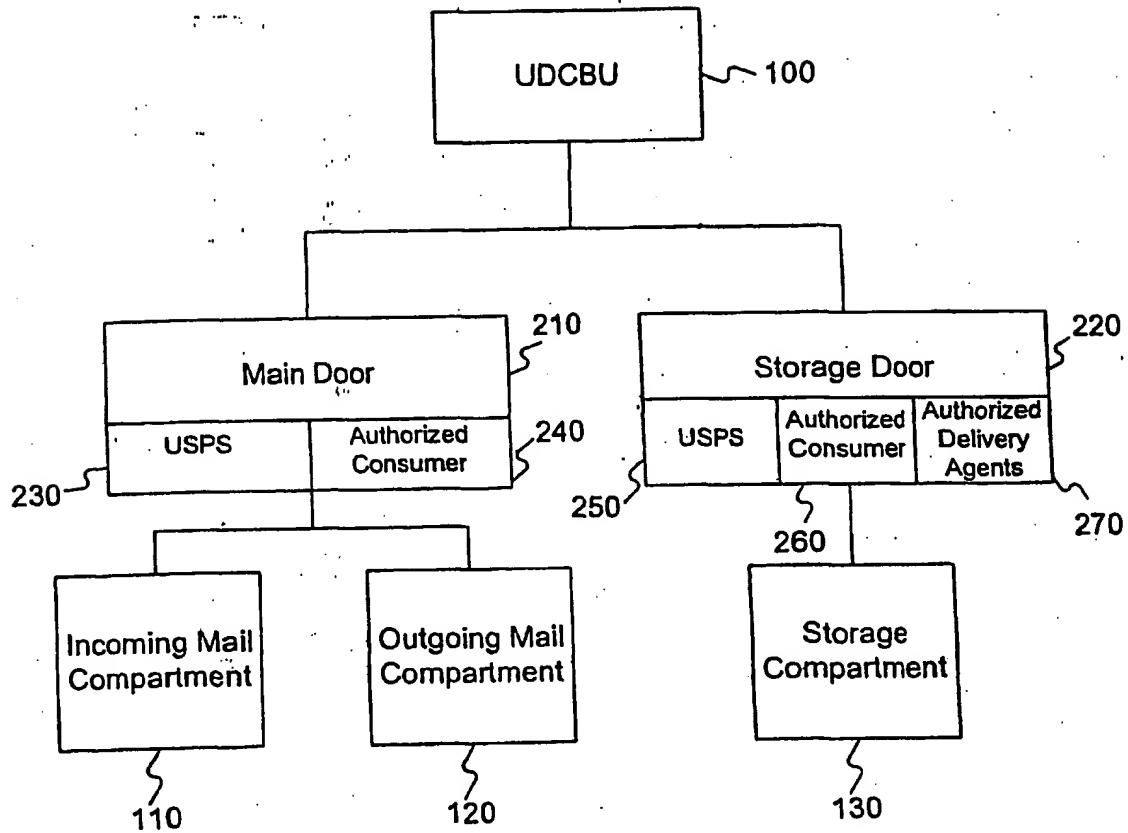 UDCBU
100
Main Door
210
Storage Door
220
USPS
Authorized
Consumer
230
240
USPS
Authorized
Consumer
Authorized
Delivery
Agents
250
260
270
Incoming Mail
Compartment
110
Outgoing Mail
Compartment
120
Storage
Compartment
130